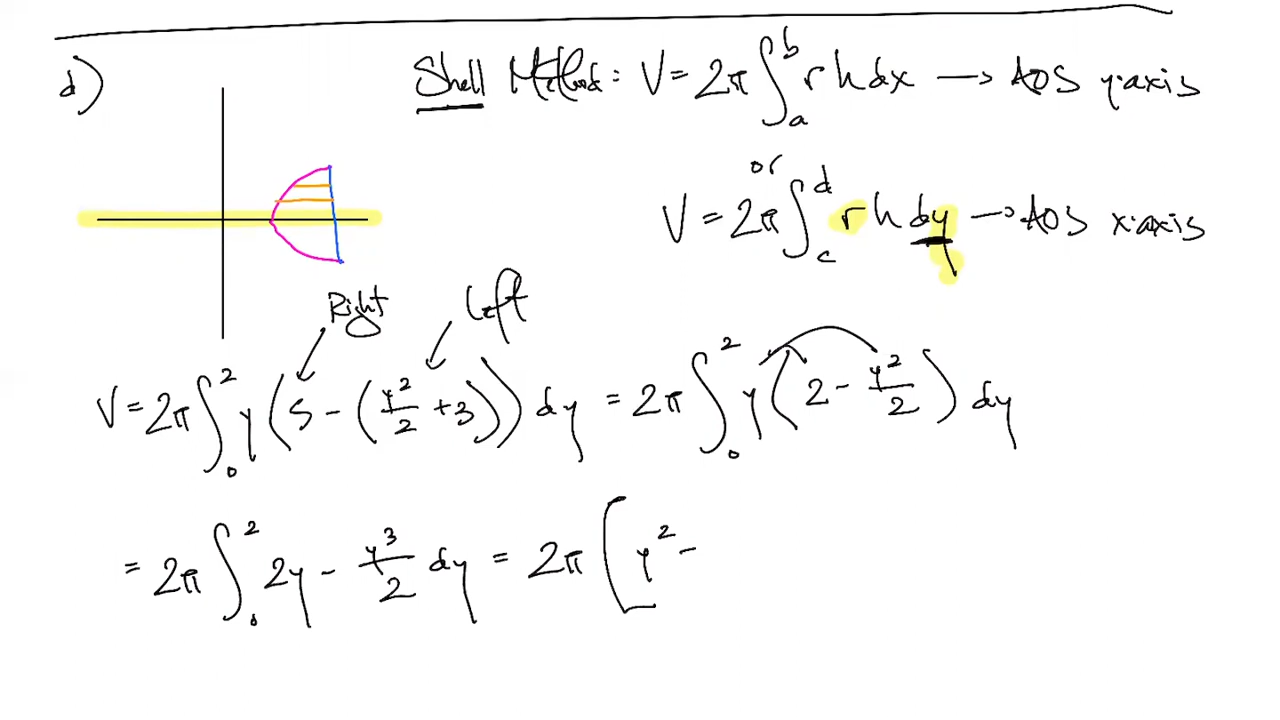 d)
Shell Method: V = 2π ∫_a^b r h dx → AOS y-axis
or
V = 2π ∫_c^d r h dy → AOS x-axis
Right Left
V = 2π ∫_0^2 y (5 - (y²/2 + 3)) dy = 2π ∫_0^2 y (2 - y²/2) dy
= 2π ∫_0^2 2y - y³/2 dy = 2π [ y² -